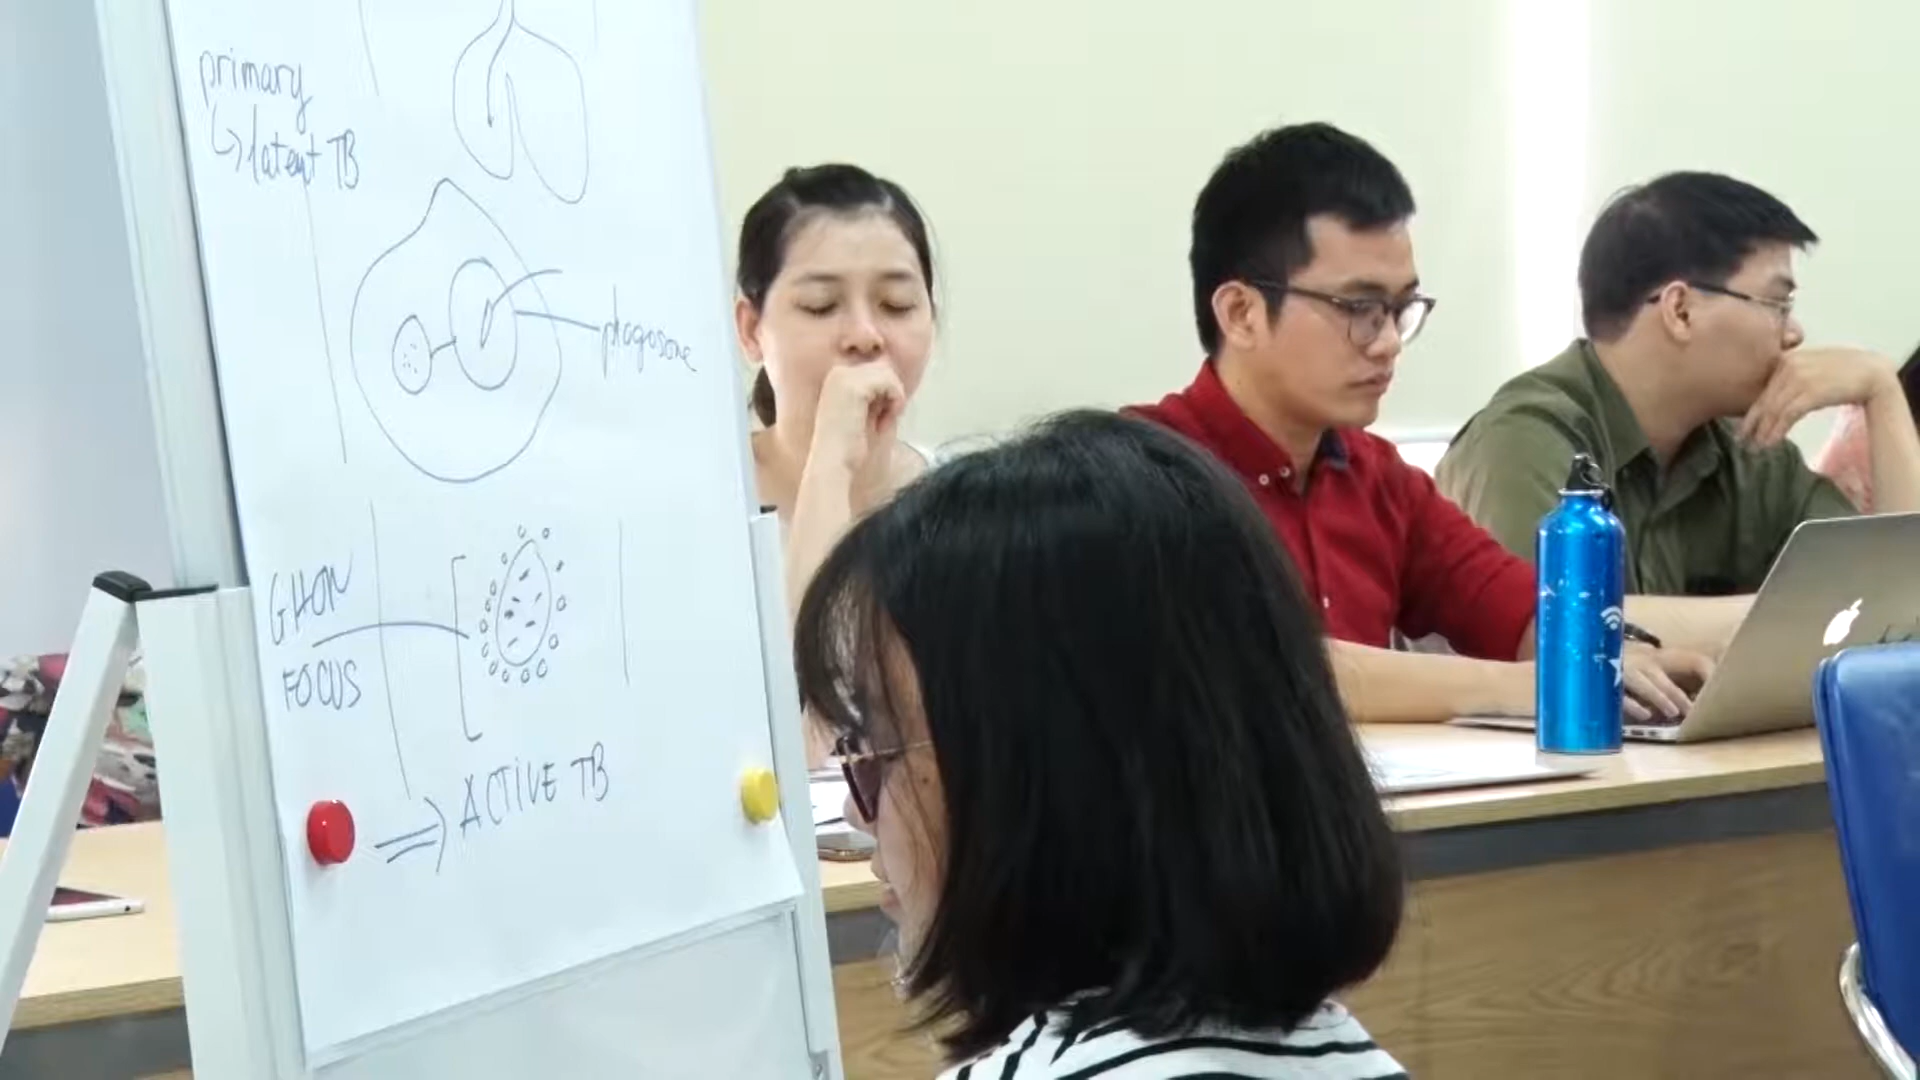 primary
↳ latent TB
phagosome
GHON
FOCUS
⇒ ACTIVE TB